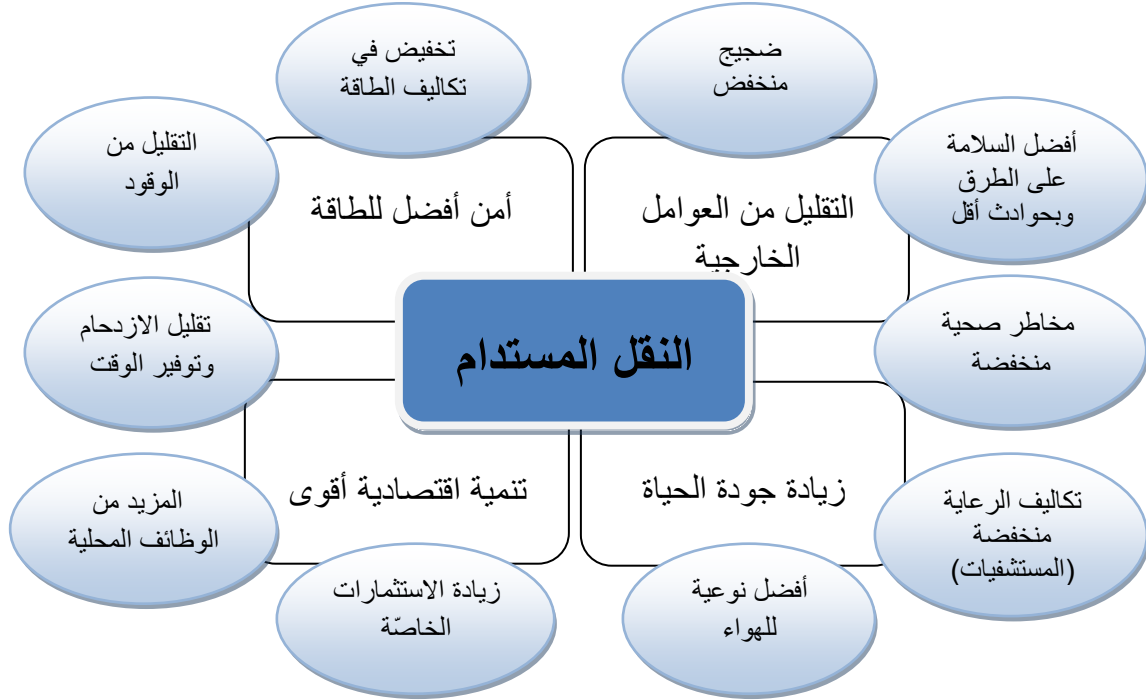 ضجيج
منخفض
تخفيض في
تكاليف الطاقة
أفضل السلامة
على الطرق
وبحوادث أقل
التقليل من
الوقود
التقليل من العوامل
الخارجية
أمن أفضل للطاقة
مخاطر صحية
منخفضة
النقل المستدام
تقليل الازدحام
وتوفير الوقت
زيادة جودة الحياة
تنمية اقتصادية أقوى
تكاليف الرعاية
منخفضة
(المستشفيات)
المزيد من
الوظائف المحلية
أفضل نوعية
للهواء
زيادة الاستثمارات
الخاصّة